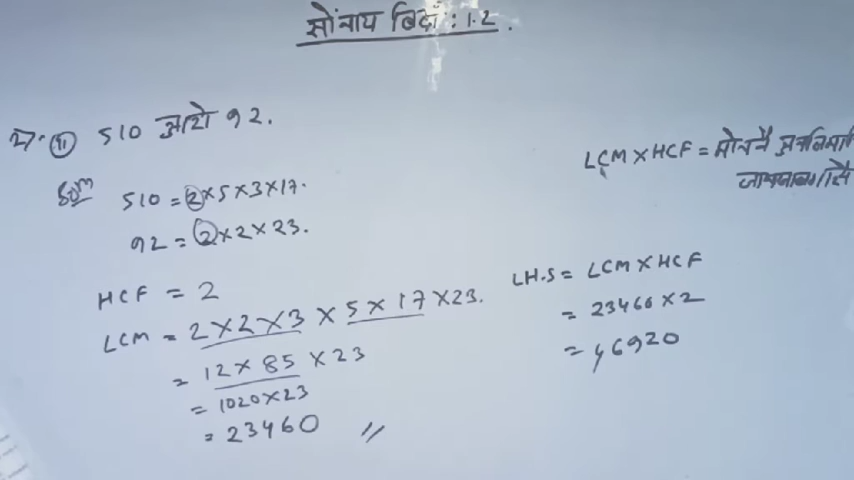 सोंनाय बिदां : 1.2.
2→. (ii) 510 आरो 92.
Solⁿ
510 = 2×5×3×17.
92 = 2×2×23.
HCF = 2
LCM = 2×2×3 × 5×17 ×23.
= 12×85 ×23
= 1020×23
= 23460 //
LCM×HCF = मोननै
L.H.S = LCM×HCF
= 23460×2
= 46920